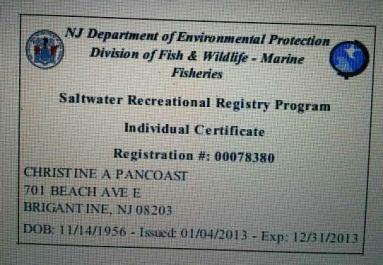 NJ Department of Environmental Protection
Division of Fish & Wildlife - Marine
Fisheries
Saltwater Recreational Registry Program
Individual Certificate
Registration #: 00078380
CHRISTINE A PANCOAST
701 BEACH AVE E
BRIGANTINE, NJ 08203
DOB: 11/14/1956 - Issued: 01/04/2013 - Exp: 12/31/2013